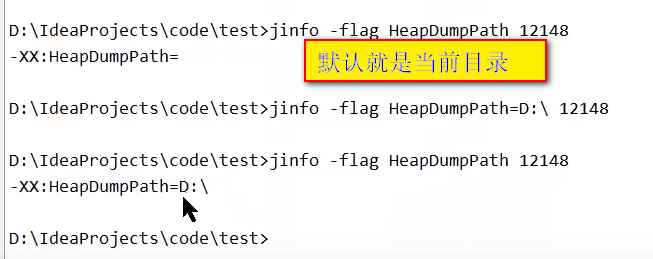 D:\IdeaProjects\code\test>jinfo -flag HeapDumpPath 12148
-XX:HeapDumpPath=
默认就是当前目录
D:\IdeaProjects\code\test>jinfo -flag HeapDumpPath=D:\ 12148
D:\IdeaProjects\code\test>jinfo -flag HeapDumpPath 12148
-XX:HeapDumpPath=D:\
D:\IdeaProjects\code\test>